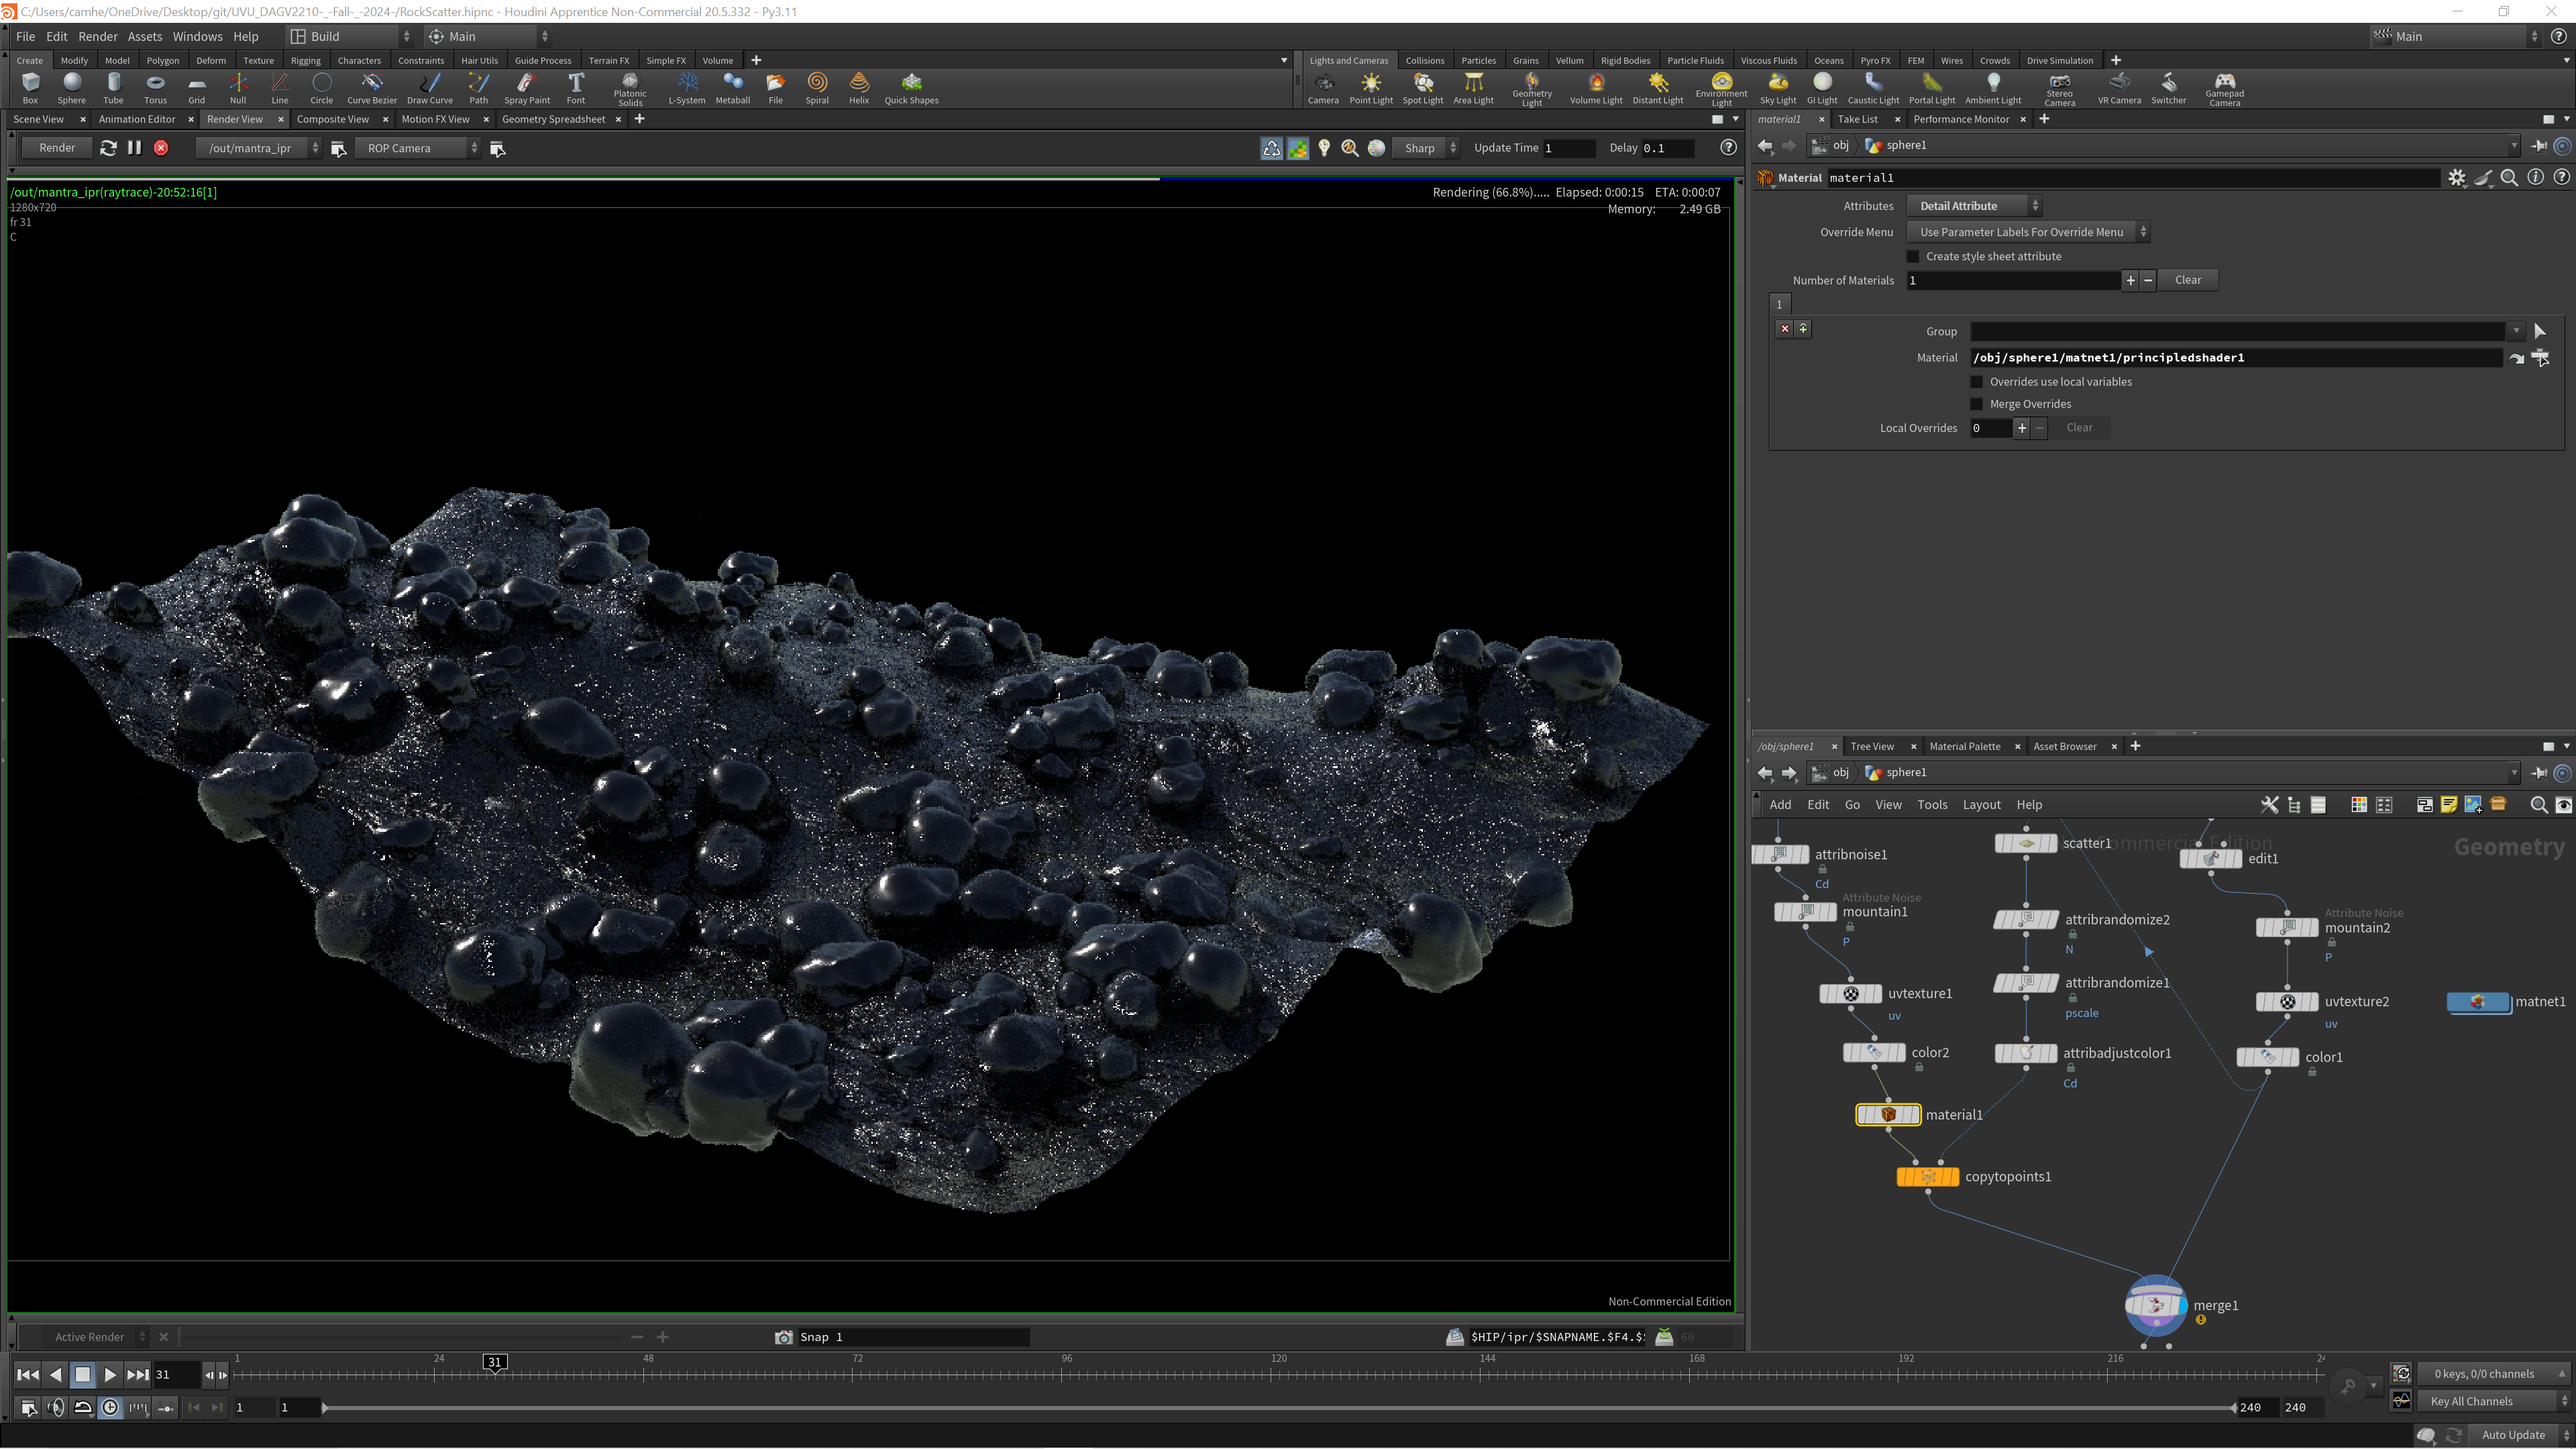 C:/Users/camhe/OneDrive/Desktop/git/UVU_DAGV2210-_-Fall-_-2024-/RockScatter.hipnc - Houdini Apprentice Non-Commercial 20.5.332 - Py3.11
File Edit Render Assets Windows Help Build Main Main
Create Modify Model Polygon Deform Texture Rigging Characters Constraints Hair Utils Guide Process Terrain FX Simple FX Volume
Lights and Cameras Collisions Particles Grains Vellum Rigid Bodies Particle Fluids Viscous Fluids Oceans Pyro FX FEM Wires Crowds Drive Simulation
Box Sphere Tube Torus Grid Null Line Circle Curve Bezier Draw Curve Path Spray Paint Font Platonic Solids L-System Metaball File Spiral Helix Quick Shapes
Camera Point Light Spot Light Area Light Geometry Light Volume Light Distant Light Environment Light Sky Light GI Light Caustic Light Portal Light Ambient Light Stereo Camera VR Camera Switcher Gamepad Camera
Scene View Animation Editor Render View Composite View Motion FX View Geometry Spreadsheet
Render /out/mantra_ipr ROP Camera Sharp Update Time 1 Delay 0.1
/out/mantra_ipr(raytrace)-20:52:16[1]
1280x720
fr 31
C
Rendering (66.8%)..... Elapsed: 0:00:15 ETA: 0:00:07
Memory: 2.49 GB
Non-Commercial Edition
material1 Take List Performance Monitor
obj sphere1
Material material1
Attributes Detail Attribute
Override Menu Use Parameter Labels For Override Menu
Create style sheet attribute
Number of Materials 1 Clear
1
Group
Material /obj/sphere1/matnet1/principledshader1
Overrides use local variables
Merge Overrides
Local Overrides 0 Clear
/obj/sphere1 Tree View Material Palette Asset Browser
obj sphere1
Add Edit Go View Tools Layout Help
Commercial Edition
Geometry
attribnoise1
Cd
Attribute Noise
mountain1
P
uvtexture1
uv
color2
material1
copytopoints1
scatter1
attribrandomize2
N
attribrandomize1
pscale
attribadjustcolor1
Cd
edit1
Attribute Noise
mountain2
P
uvtexture2
uv
color1
matnet1
merge1
Active Render Snap 1 $HIP/ipr/$SNAPNAME.$F4.$ 60
31 1 24 31 48 72 96 120 144 168 192 216 24
0 keys, 0/0 channels
1 1 240 240
Key All Channels
Auto Update